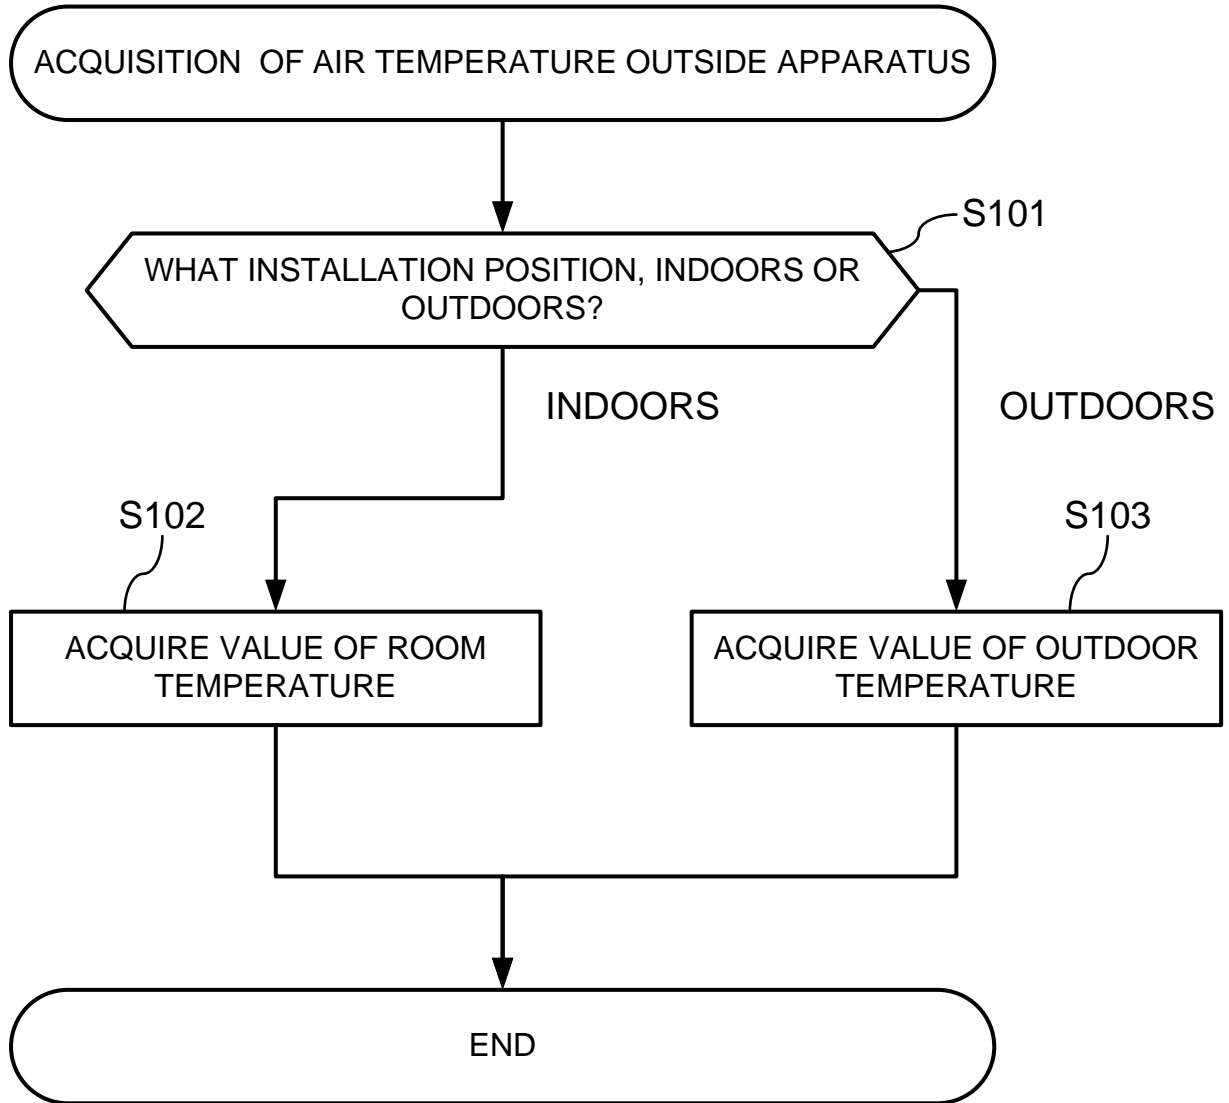 ACQUISITION OF AIR TEMPERATURE OUTSIDE APPARATUS
S101
WHAT INSTALLATION POSITION, INDOORS OR
OUTDOORS?
INDOORS
OUTDOORS
S102
S103
ACQUIRE VALUE OF ROOM
TEMPERATURE
ACQUIRE VALUE OF OUTDOOR
TEMPERATURE
END